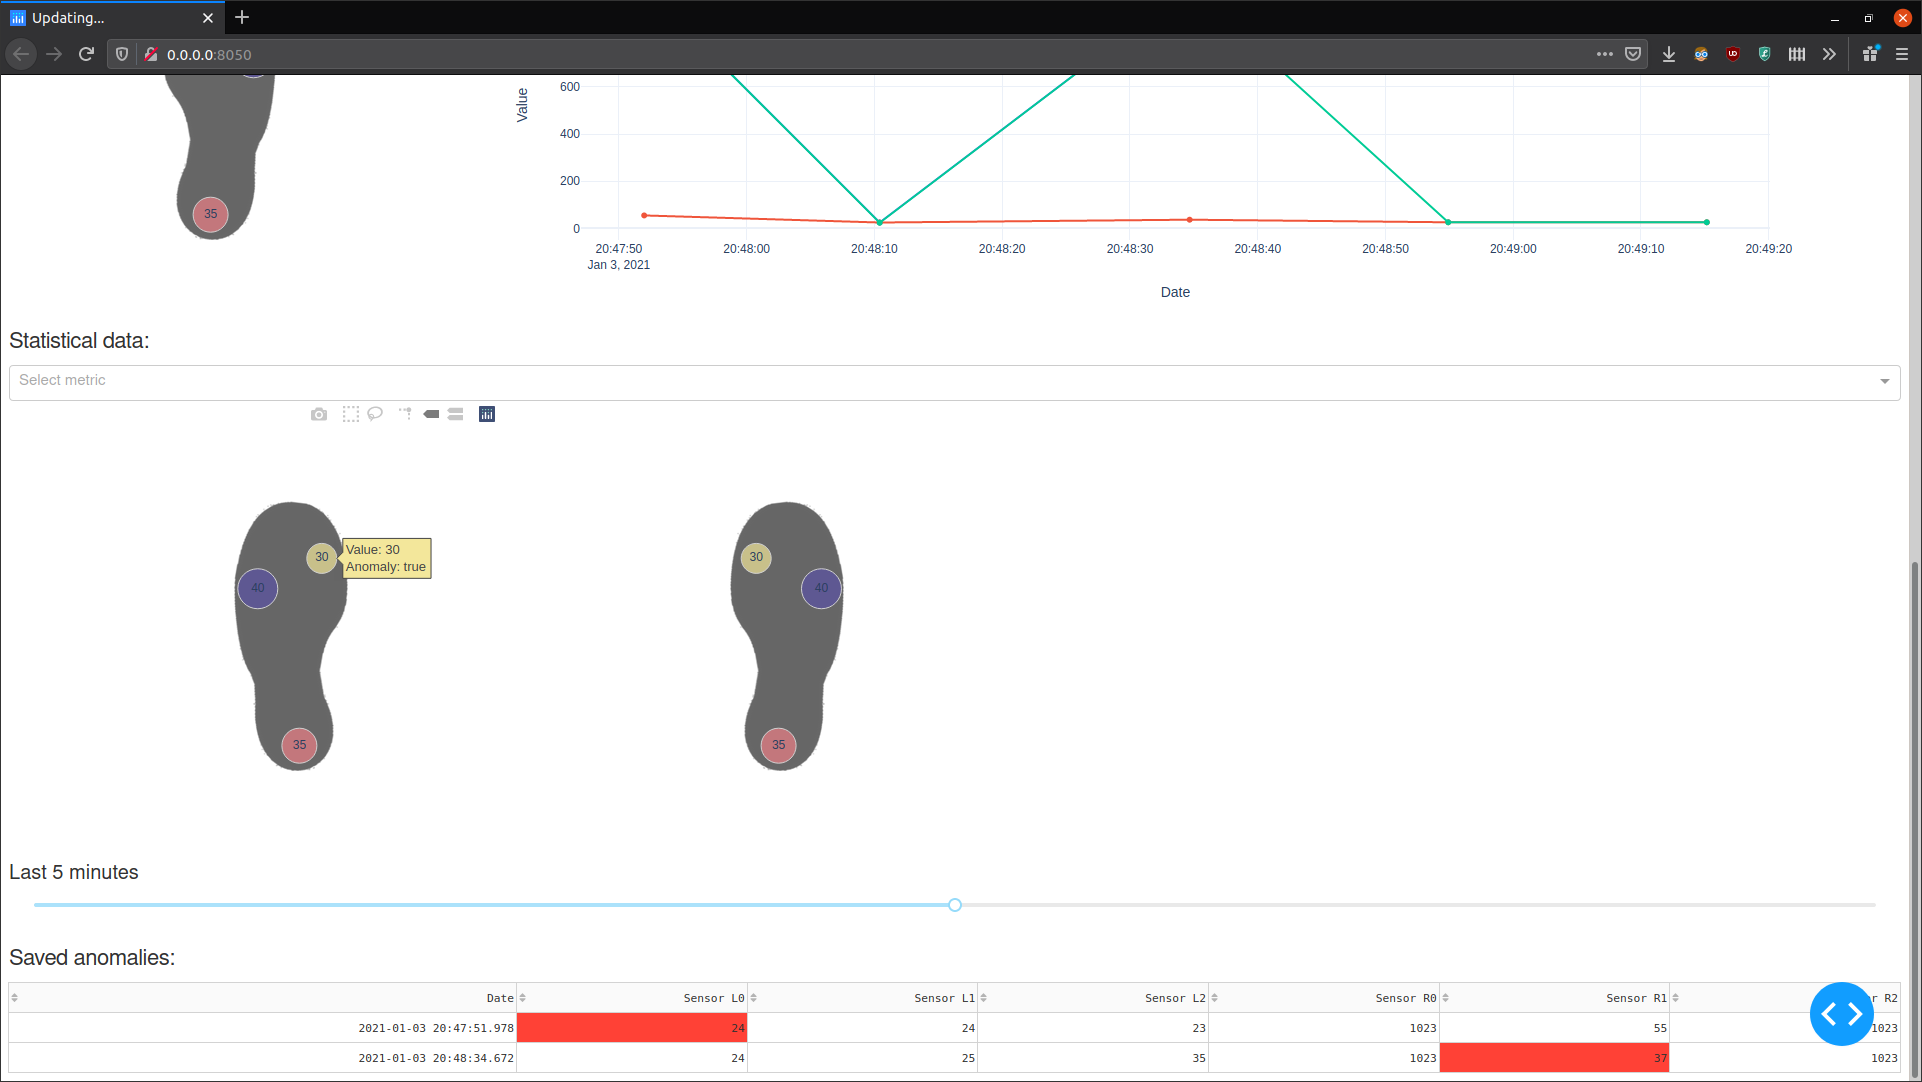 Updating...
0.0.0.0:8050
600
Value
400
200
0
35
20:47:50
20:48:00
20:48:10
20:48:20
20:48:30
20:48:40
20:48:50
20:49:00
20:49:10
20:49:20
Jan 3, 2021
Date
Statistical data:
Select metric
30
Value: 30
Anomaly: true
40
35
30
40
35
Last 5 minutes
Saved anomalies:
Date Sensor L0 Sensor L1 Sensor L2 Sensor R0 Sensor R1 r R2
2021-01-03 20:47:51.978 24 24 23 1023 55 1023
2021-01-03 20:48:34.672 24 25 35 1023 37 1023